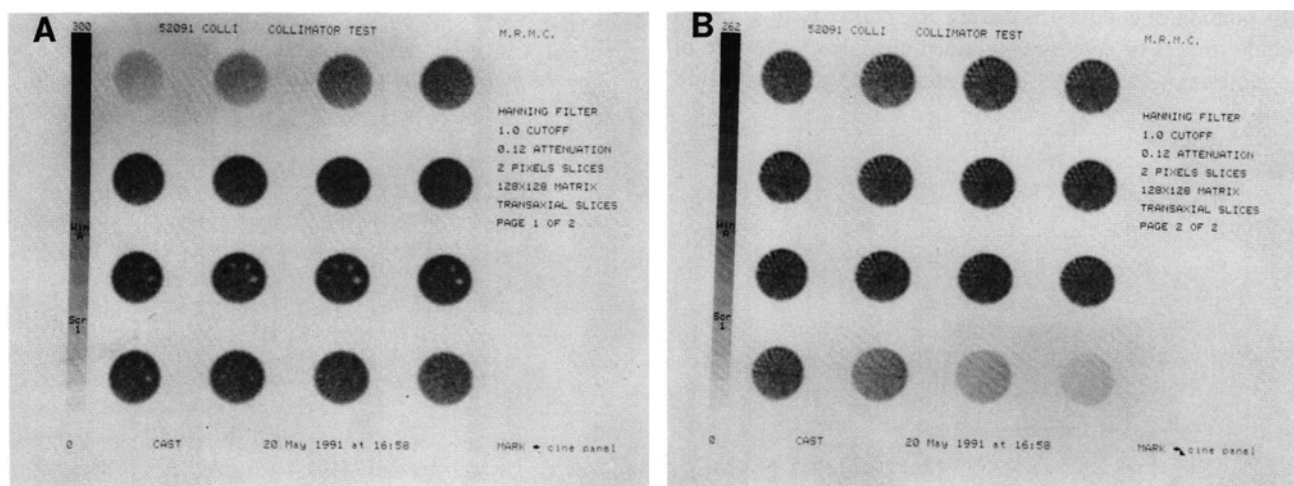 A
300
52091 COLLI COLLIMATOR TEST
M.R.M.C.
HANNING FILTER
1.0 CUTOFF
0.12 ATTENUATION
2 PIXELS SLICES
128X128 MATRIX
TRANSAXIAL SLICES
PAGE 1 OF 2
Win
A
Scr
1
0
CAST
20 May 1991 at 16:58
MARK cine panel
B
262
52091 COLLI COLLIMATOR TEST
M.R.M.C.
HANNING FILTER
1.0 CUTOFF
0.12 ATTENUATION
2 PIXELS SLICES
128X128 MATRIX
TRANSAXIAL SLICES
PAGE 2 OF 2
Win
A
Scr
1
0
CAST
20 May 1991 at 16:58
MARK cine panel